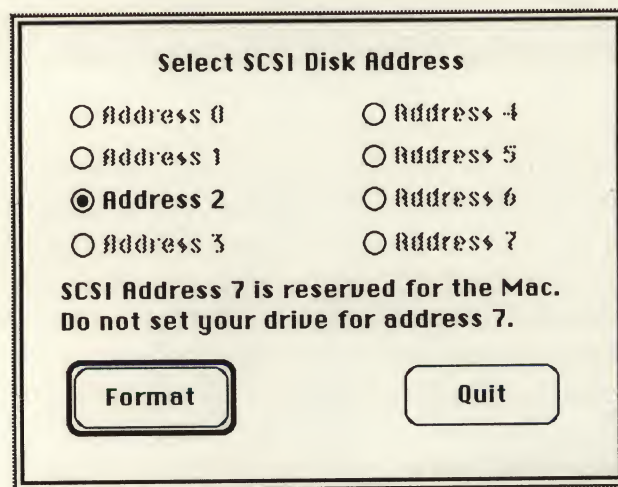 Select SCSI Disk Address
Address 0 Address 4
Address 1 Address 5
Address 2 Address 6
Address 3 Address 7
SCSI Address 7 is reserved for the Mac.
Do not set your drive for address 7.
Format Quit